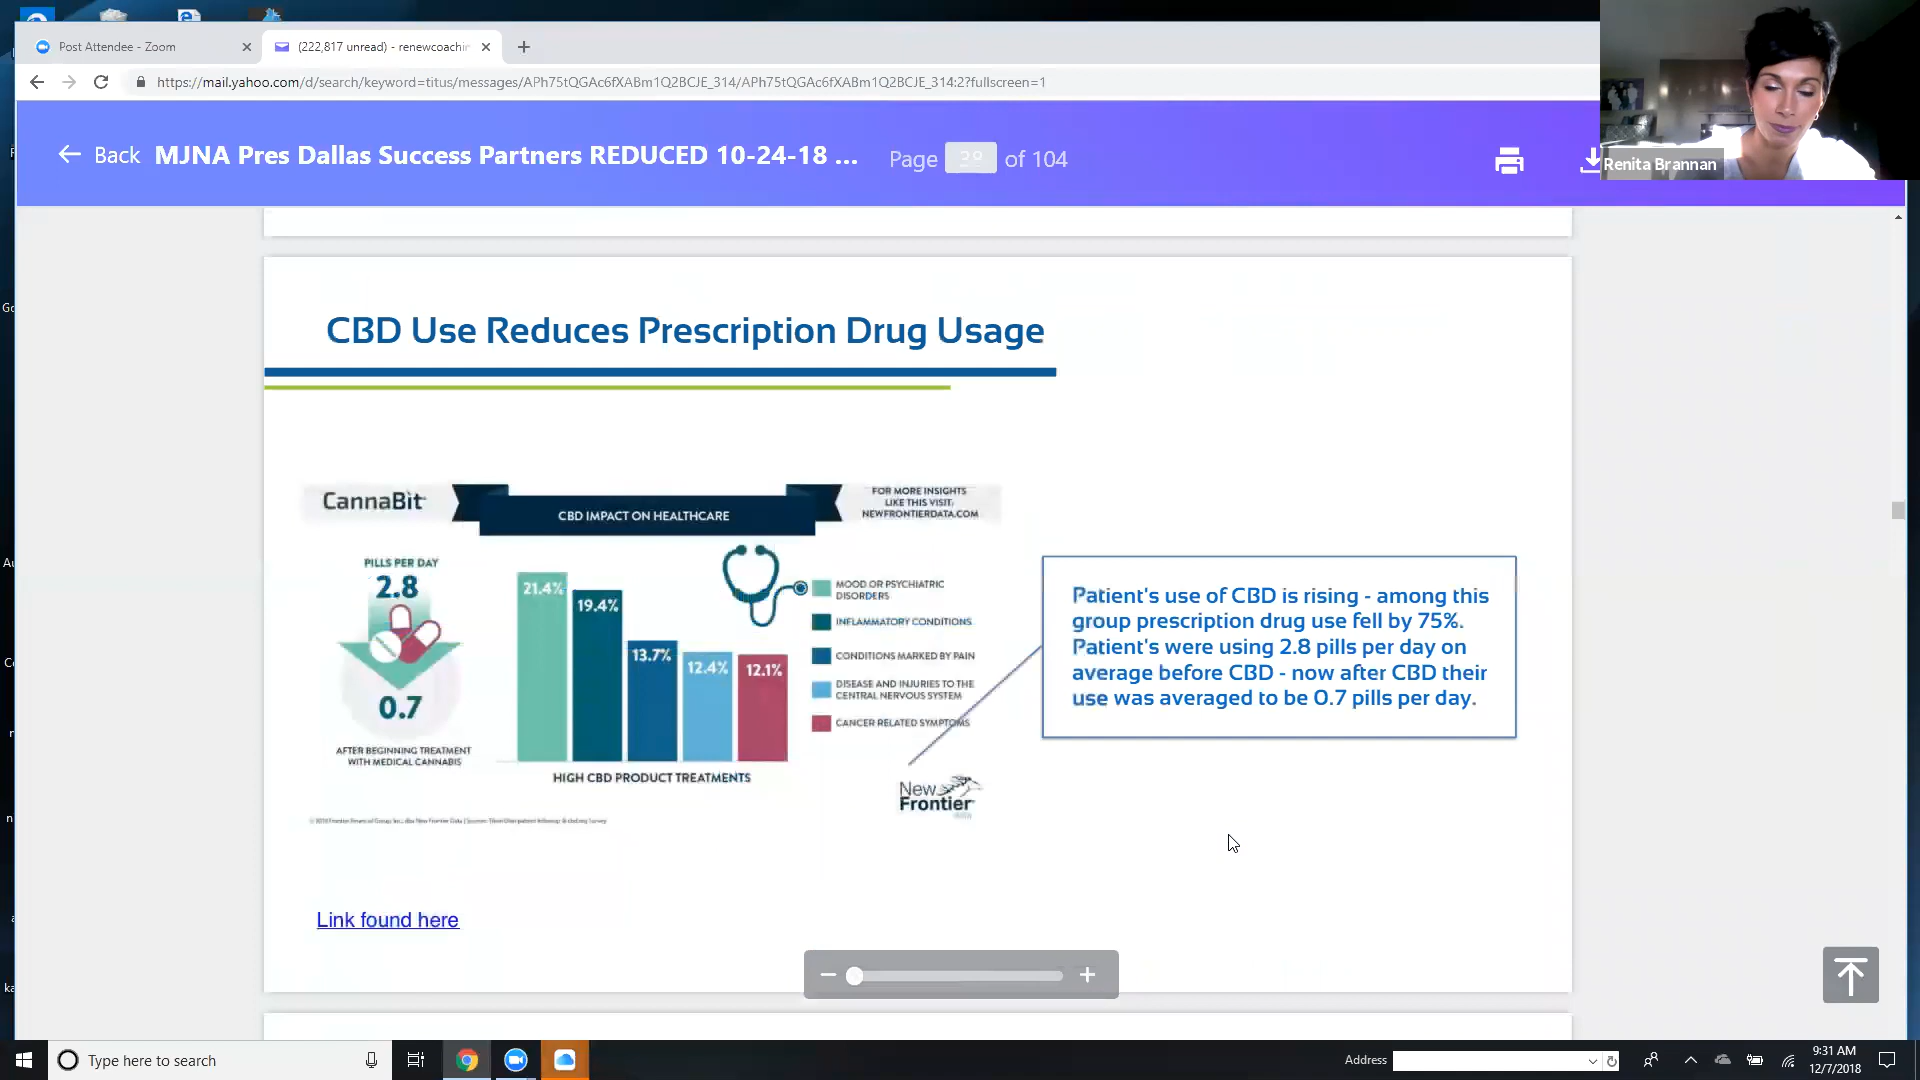 Post Attendee - Zoom
(222,817 unread) - renewcoachin
https://mail.yahoo.com/d/search/keyword=titus/messages/APh75tQGAc6fXABm1Q2BCJE_314/APh75tQGAc6fXABm1Q2BCJE_314:2?fullscreen=1
Back MJNA Pres Dallas Success Partners REDUCED 10-24-18 ... Page of 104
Renita Brannan
CBD Use Reduces Prescription Drug Usage
CannaBit
CBD IMPACT ON HEALTHCARE
FOR MORE INSIGHTS
LIKE THIS VISIT:
NEWFRONTIERDATA.COM
PILLS PER DAY
2.8
0.7
AFTER BEGINNING TREATMENT
WITH MEDICAL CANNABIS
21.4%
19.4%
13.7%
12.4%
12.1%
HIGH CBD PRODUCT TREATMENTS
MOOD OR PSYCHIATRIC
DISORDERS
INFLAMMATORY CONDITIONS
CONDITIONS MARKED BY PAIN
DISEASE AND INJURIES TO THE
CENTRAL NERVOUS SYSTEM
CANCER RELATED SYMPTOMS
New
Frontier
Patient's use of CBD is rising - among this
group prescription drug use fell by 75%.
Patient's were using 2.8 pills per day on
average before CBD - now after CBD their
use was averaged to be 0.7 pills per day.
Link found here
Type here to search
Address
9:31 AM
12/7/2018